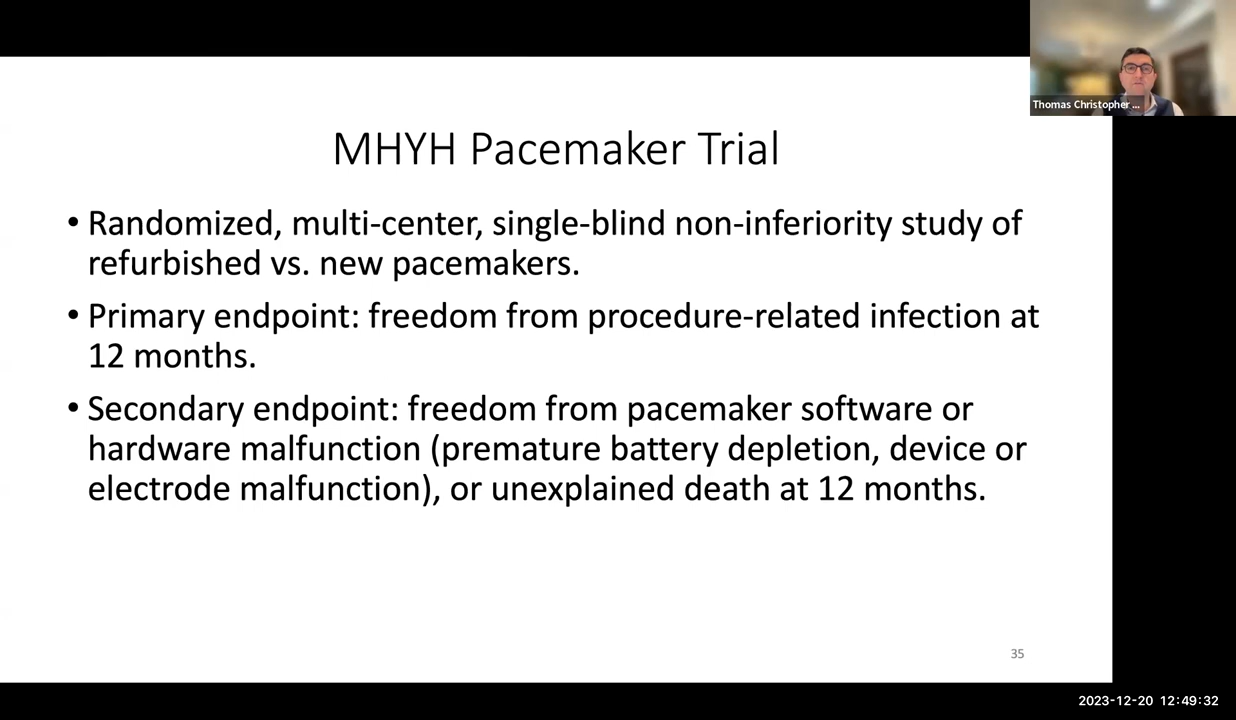 Thomas Christopher ...
MHYH Pacemaker Trial
• Randomized, multi-center, single-blind non-inferiority study of
refurbished vs. new pacemakers.
• Primary endpoint: freedom from procedure-related infection at
12 months.
• Secondary endpoint: freedom from pacemaker software or
hardware malfunction (premature battery depletion, device or
electrode malfunction), or unexplained death at 12 months.
35
2023-12-20 12:49:32